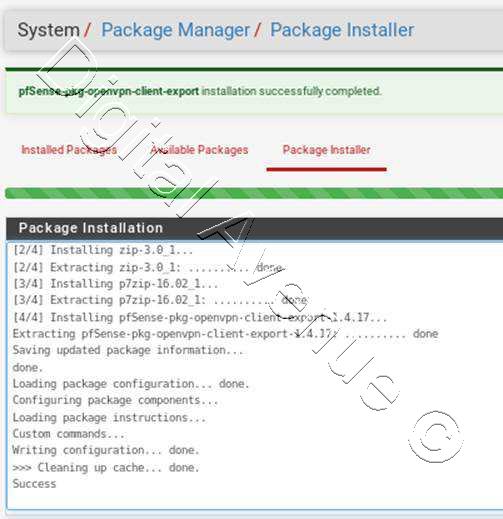 System / Package Manager / Package Installer
pfSense-pkg-openvpn-client-export installation successfully completed.
Installed Packages Available Packages Package Installer
Package Installation
[2/4] Installing zip-3.0_1...
[2/4] Extracting zip-3.0_1: .......... done
[3/4] Installing p7zip-16.02_1...
[3/4] Extracting p7zip-16.02_1: .......... done
[4/4] Installing pfSense-pkg-openvpn-client-export-1.4.17...
Extracting pfSense-pkg-openvpn-client-export-1.4.17: .......... done
Saving updated package information...
done.
Loading package configuration... done.
Configuring package components...
Loading package instructions...
Custom commands...
Writing configuration... done.
>>> Cleaning up cache... done.
Success
Digital Avenue ©